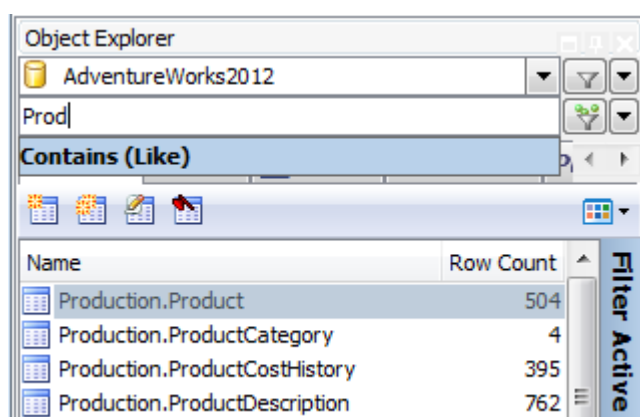 Object Explorer
AdventureWorks2012
Prod
Contains (Like)
Name Row Count
Production.Product 504
Production.ProductCategory 4
Production.ProductCostHistory 395
Production.ProductDescription 762
Filter Active